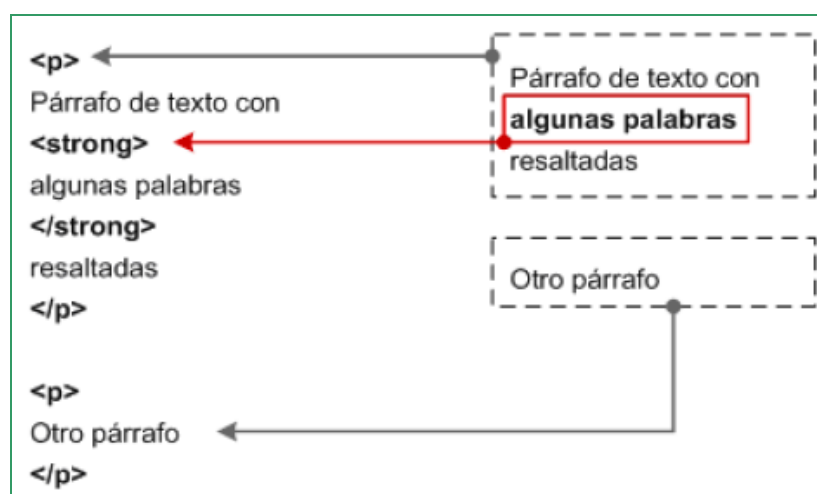 <p>
Párrafo de texto con
<strong>
algunas palabras
</strong>
resaltadas
</p>
<p>
Otro párrafo
</p>
Párrafo de texto con
algunas palabras
resaltadas
Otro párrafo